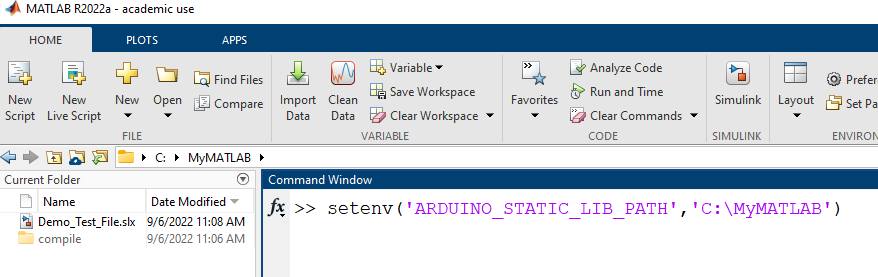 MATLAB R2022a - academic use
HOME PLOTS APPS
New Script
New Live Script
New
Open
Find Files
Compare
FILE
Import Data
Clean Data
Variable
Save Workspace
Clear Workspace
VARIABLE
Favorites
Analyze Code
Run and Time
Clear Commands
CODE
Simulink
SIMULINK
Layout
Prefer
Set Pa
ENVIRON
C: MyMATLAB
Current Folder
Name Date Modified
Demo_Test_File.slx 9/6/2022 11:08 AM
compile 9/6/2022 11:06 AM
Command Window
fx >> setenv('ARDUINO_STATIC_LIB_PATH','C:\MyMATLAB')